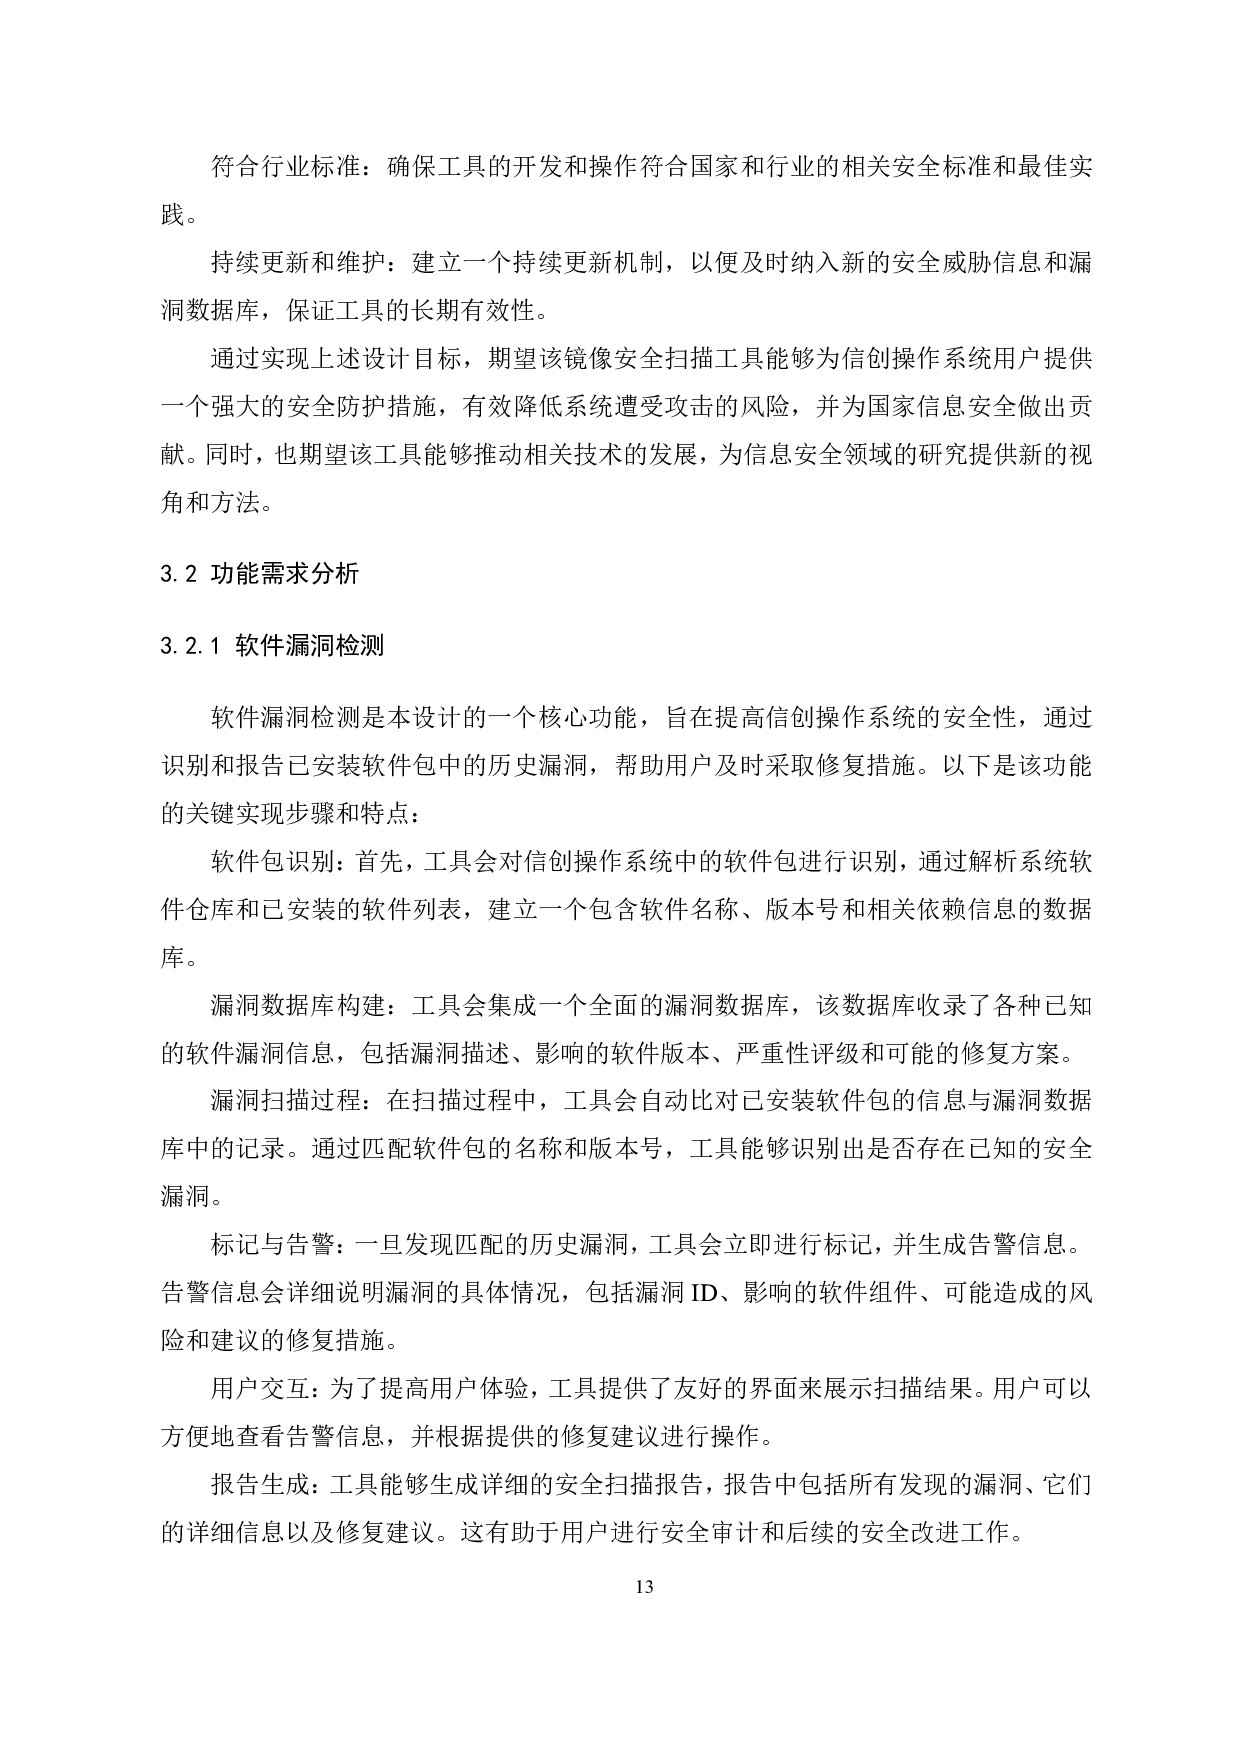 符合行业标准：确保工具的开发和操作符合国家和行业的相关安全标准和最佳实
践。
持续更新和维护：建立一个持续更新机制，以便及时纳入新的安全威胁信息和漏
洞数据库，保证工具的长期有效性。
通过实现上述设计目标，期望该镜像安全扫描工具能够为信创操作系统用户提供
一个强大的安全防护措施，有效降低系统遭受攻击的风险，并为国家信息安全做出贡
献。同时，也期望该工具能够推动相关技术的发展，为信息安全领域的研究提供新的视
角和方法。
3.2 功能需求分析
3.2.1 软件漏洞检测
软件漏洞检测是本设计的一个核心功能，旨在提高信创操作系统的安全性，通过
识别和报告已安装软件包中的历史漏洞，帮助用户及时采取修复措施。以下是该功能
的关键实现步骤和特点：
软件包识别：首先，工具会对信创操作系统中的软件包进行识别，通过解析系统软
件仓库和已安装的软件列表，建立一个包含软件名称、版本号和相关依赖信息的数据
库。
漏洞数据库构建：工具会集成一个全面的漏洞数据库，该数据库收录了各种已知
的软件漏洞信息，包括漏洞描述、影响的软件版本、严重性评级和可能的修复方案。
漏洞扫描过程：在扫描过程中，工具会自动比对已安装软件包的信息与漏洞数据
库中的记录。通过匹配软件包的名称和版本号，工具能够识别出是否存在已知的安全
漏洞。
标记与告警：一旦发现匹配的历史漏洞，工具会立即进行标记，并生成告警信息。
告警信息会详细说明漏洞的具体情况，包括漏洞 ID、影响的软件组件、可能造成的风
险和建议的修复措施。
用户交互：为了提高用户体验，工具提供了友好的界面来展示扫描结果。用户可以
方便地查看告警信息，并根据提供的修复建议进行操作。
报告生成：工具能够生成详细的安全扫描报告，报告中包括所有发现的漏洞、它们
的详细信息以及修复建议。这有助于用户进行安全审计和后续的安全改进工作。
13